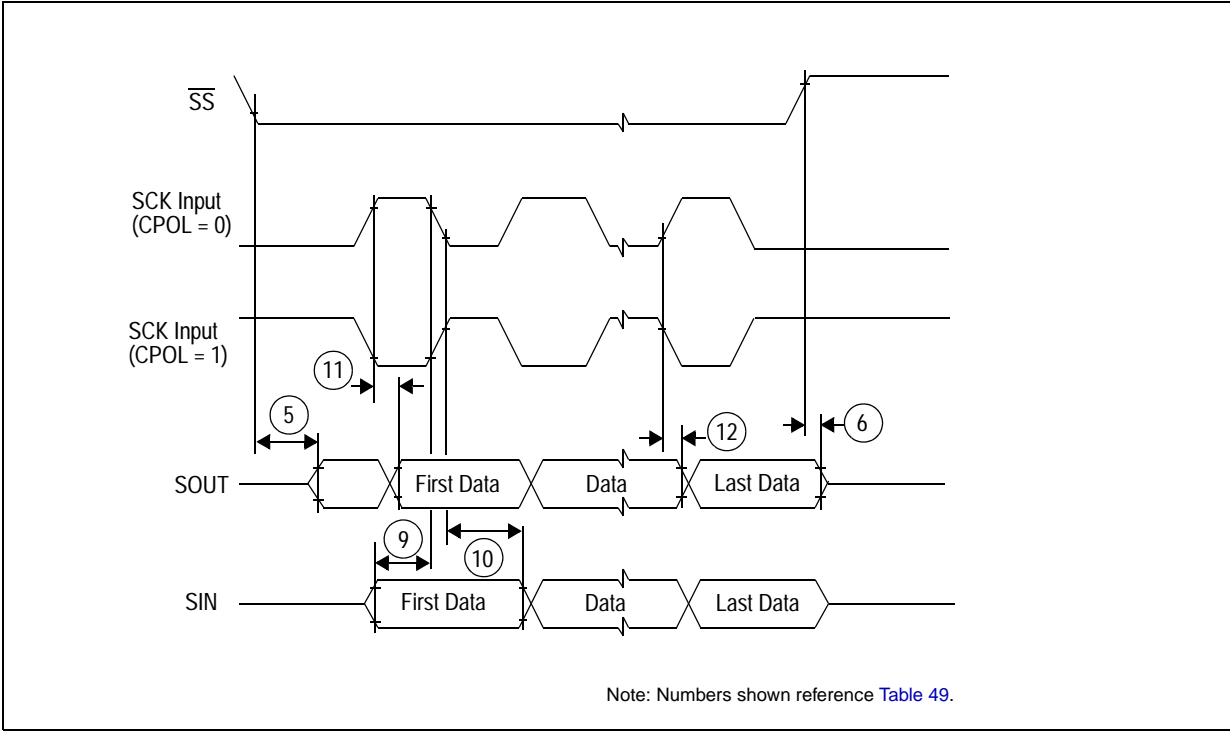 SS
SCK Input
(CPOL = 0)
SCK Input
(CPOL = 1)
11
5
12
6
SOUT
First Data
Data
Last Data
9
10
SIN
First Data
Data
Last Data
Note: Numbers shown reference Table 49.